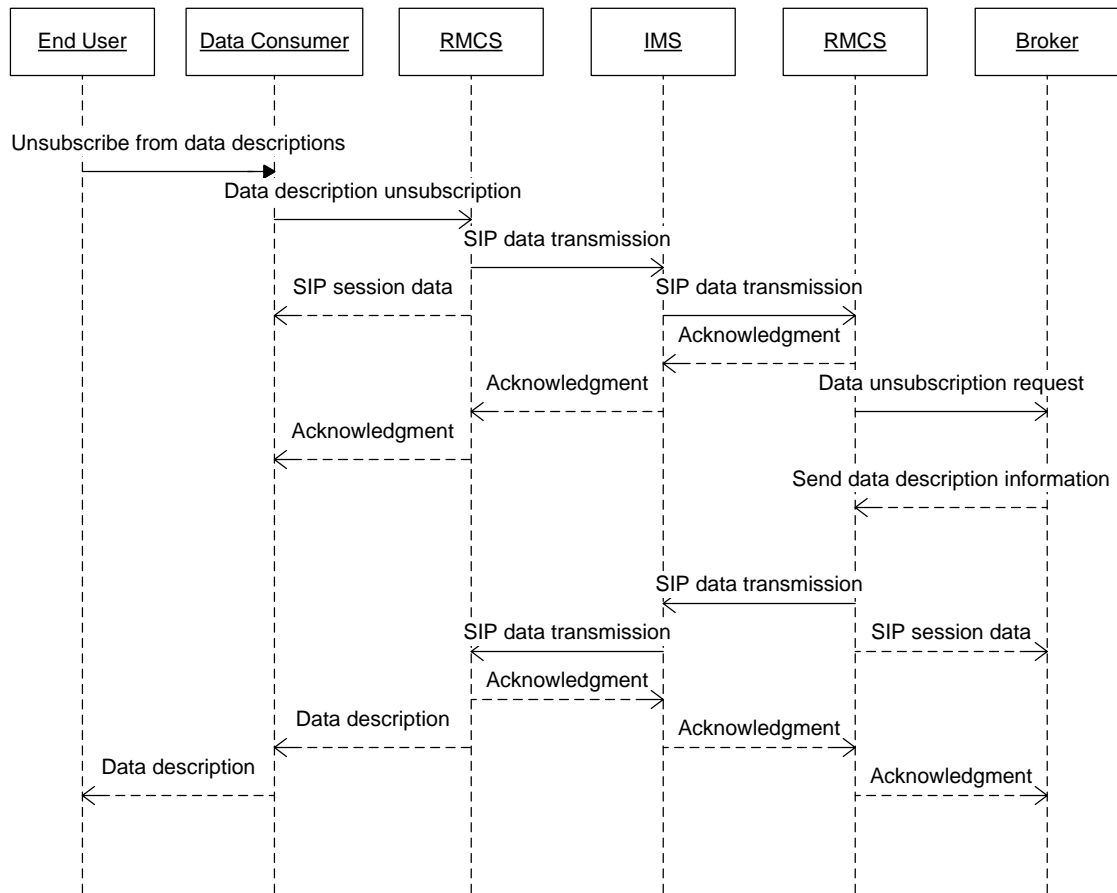 End User
Data Consumer
RMCS
IMS
RMCS
Broker
Unsubscribe from data descriptions
Data description unsubscription
SIP data transmission
SIP session data
SIP data transmission
Acknowledgment
Acknowledgment
Data unsubscription request
Acknowledgment
Send data description information
SIP data transmission
SIP data transmission
SIP session data
Acknowledgment
Data description
Acknowledgment
Data description
Acknowledgment